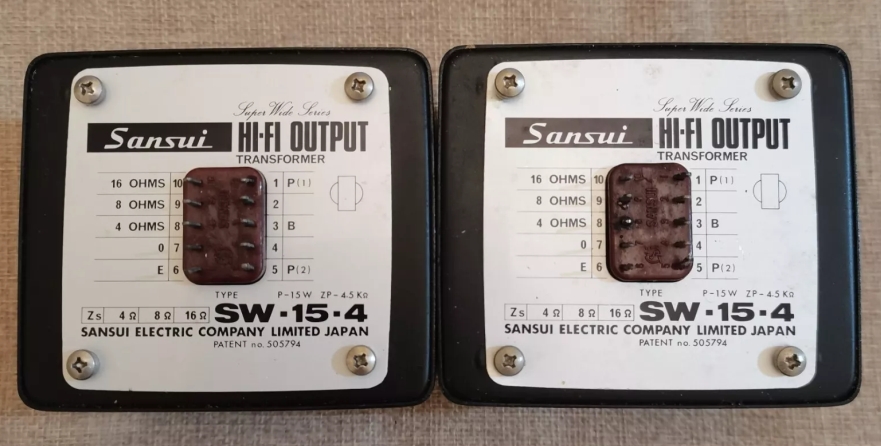 Super Wide Series
Sansui HI-FI OUTPUT
TRANSFORMER
16 OHMS 10 1 P(1)
8 OHMS 9 2
4 OHMS 8 3 B
0 7 4
E 6 5 P(2)
TYPE P-15W ZP-4.5KΩ
Zs 4Ω 8Ω 16Ω SW-15-4
SANSUI ELECTRIC COMPANY LIMITED JAPAN
PATENT no. 505794
Super Wide Series
Sansui HI-FI OUTPUT
TRANSFORMER
16 OHMS 10 1 P(1)
8 OHMS 9 2
4 OHMS 8 3 B
0 7 4
E 6 5 P(2)
TYPE P-15W ZP-4.5KΩ
Zs 4Ω 8Ω 16Ω SW-15-4
SANSUI ELECTRIC COMPANY LIMITED JAPAN
PATENT no. 505794